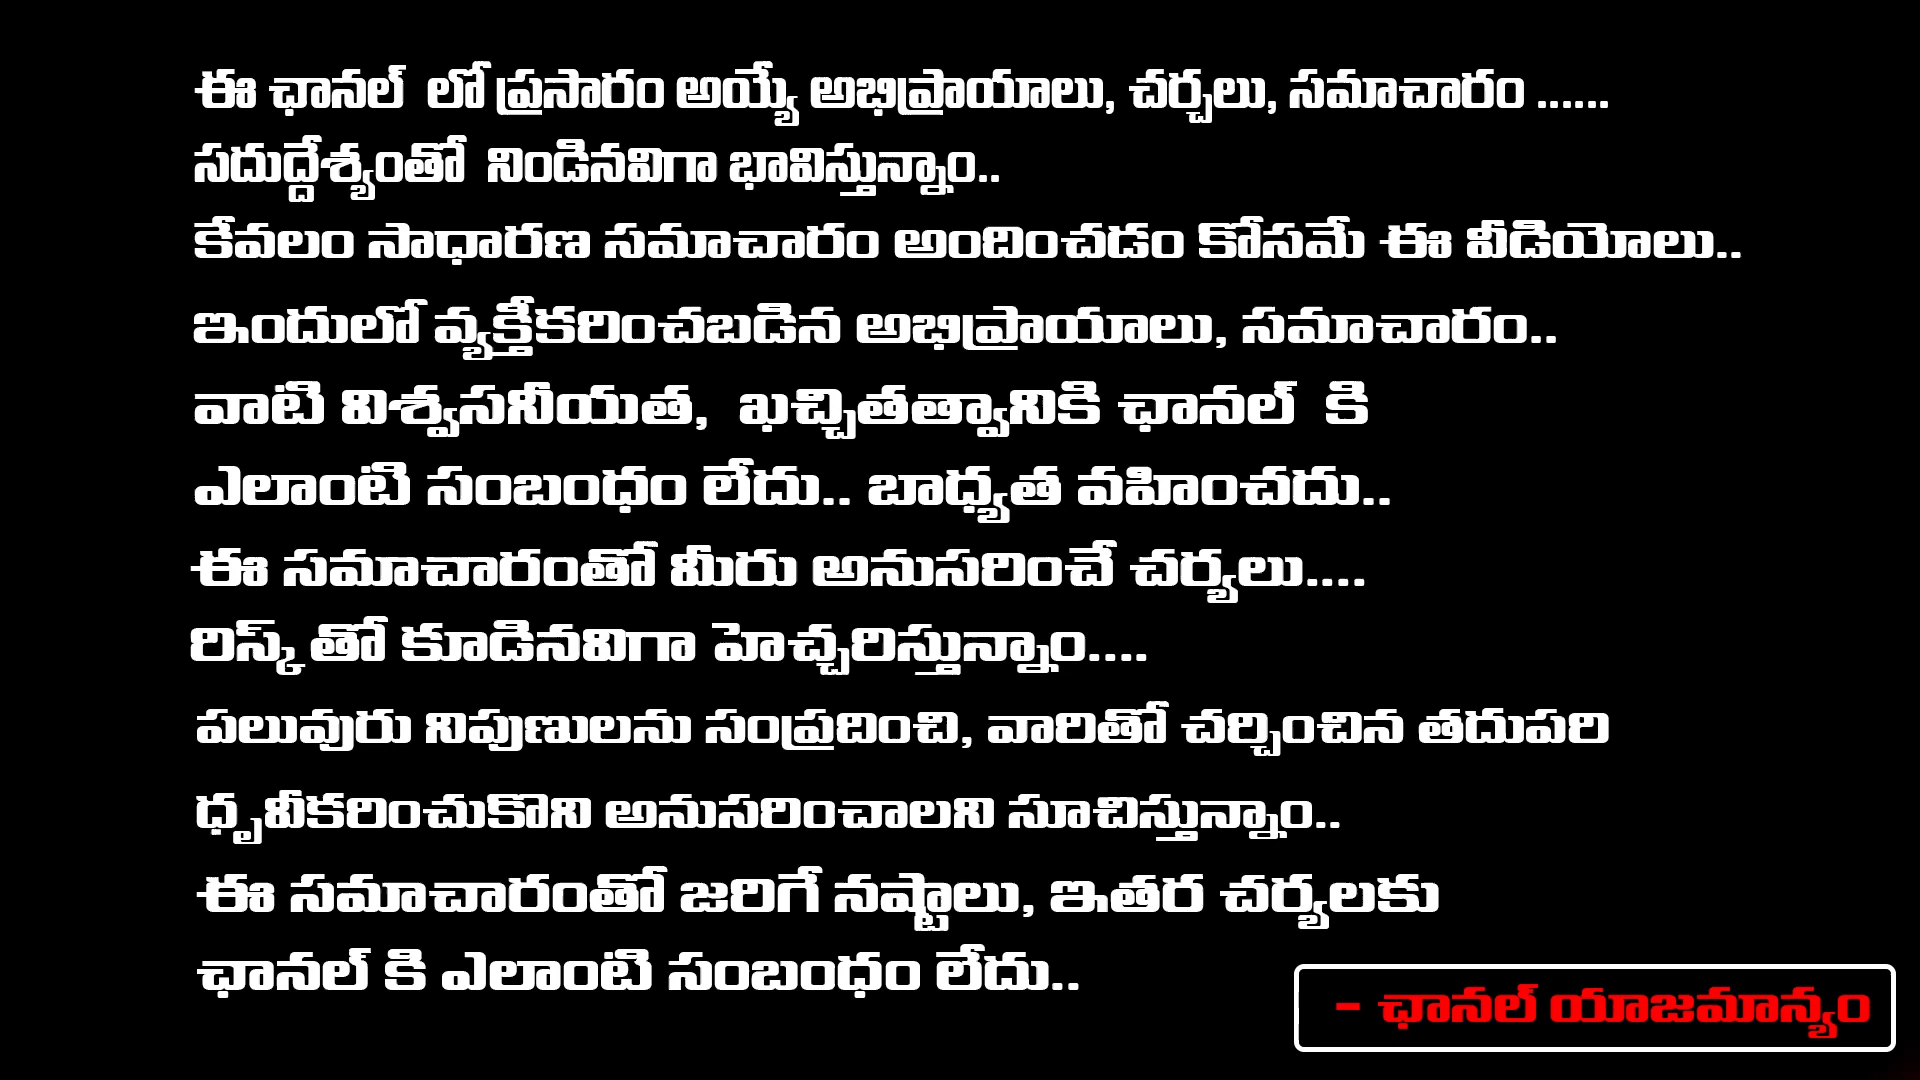 ఈ ఛానల్ లో ప్రసారం అయ్యే అభిప్రాయాలు, చర్చలు, సమాచారం ......
సదుద్దేశ్యంతో నిండినవిగా భావిస్తున్నాం..
కేవలం సాధారణ సమాచారం అందించడం కోసమే ఈ వీడియోలు..
ఇందులో వ్యక్తీకరించబడిన అభిప్రాయాలు, సమాచారం..
వాటి విశ్వసనీయత, ఖచ్చితత్వానికి ఛానల్ కి
ఎలాంటి సంబంధం లేదు.. బాధ్యత వహించదు..
ఈ సమాచారంతో మీరు అనుసరించే చర్యలు....
రిస్క్ తో కూడినవిగా హెచ్చరిస్తున్నాం....
పలువురు నిపుణులను సంప్రదించి, వారితో చర్చించిన తదుపరి
ధృవీకరించుకొని అనుసరించాలని సూచిస్తున్నాం..
ఈ సమాచారంతో జరిగే నష్టాలు, ఇతర చర్యలకు
ఛానల్ కి ఎలాంటి సంబంధం లేదు..
- ఛానల్ యాజమాన్యం